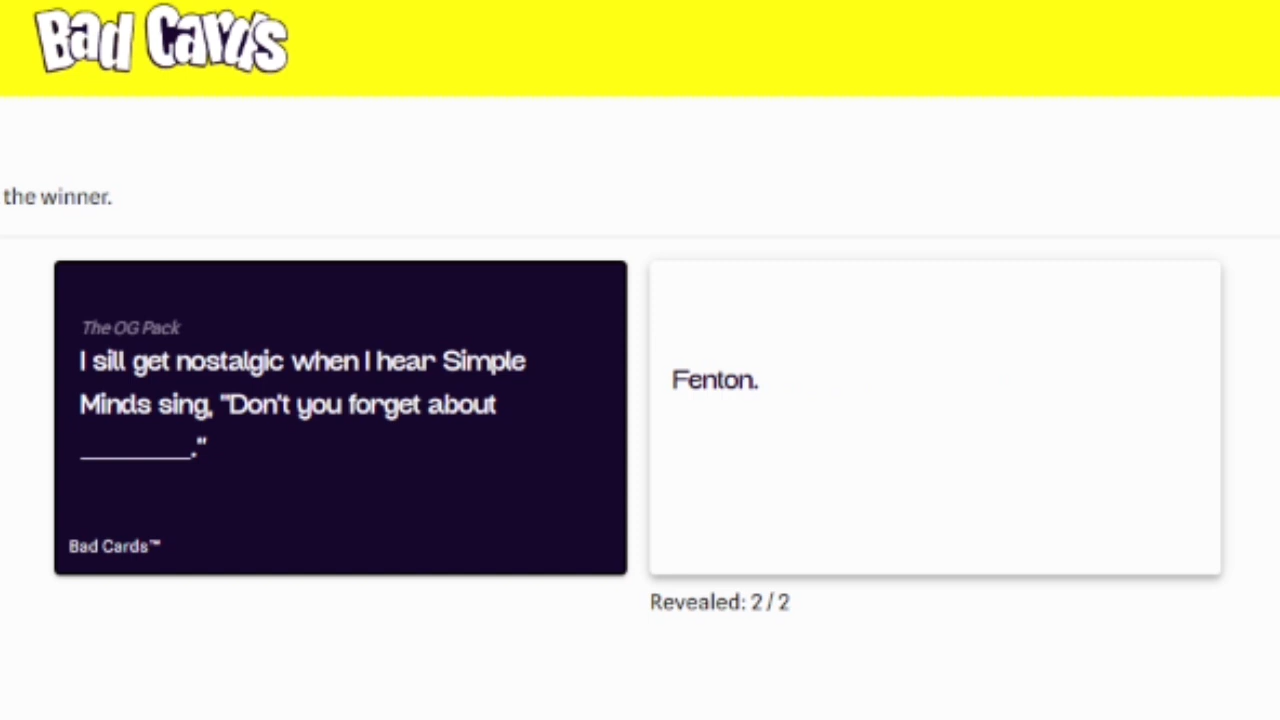 Bad Cards
the winner.
The OG Pack
I sill get nostalgic when I hear Simple
Minds sing, "Don't you forget about
________."
Bad Cards™
Fenton.
Revealed: 2 / 2